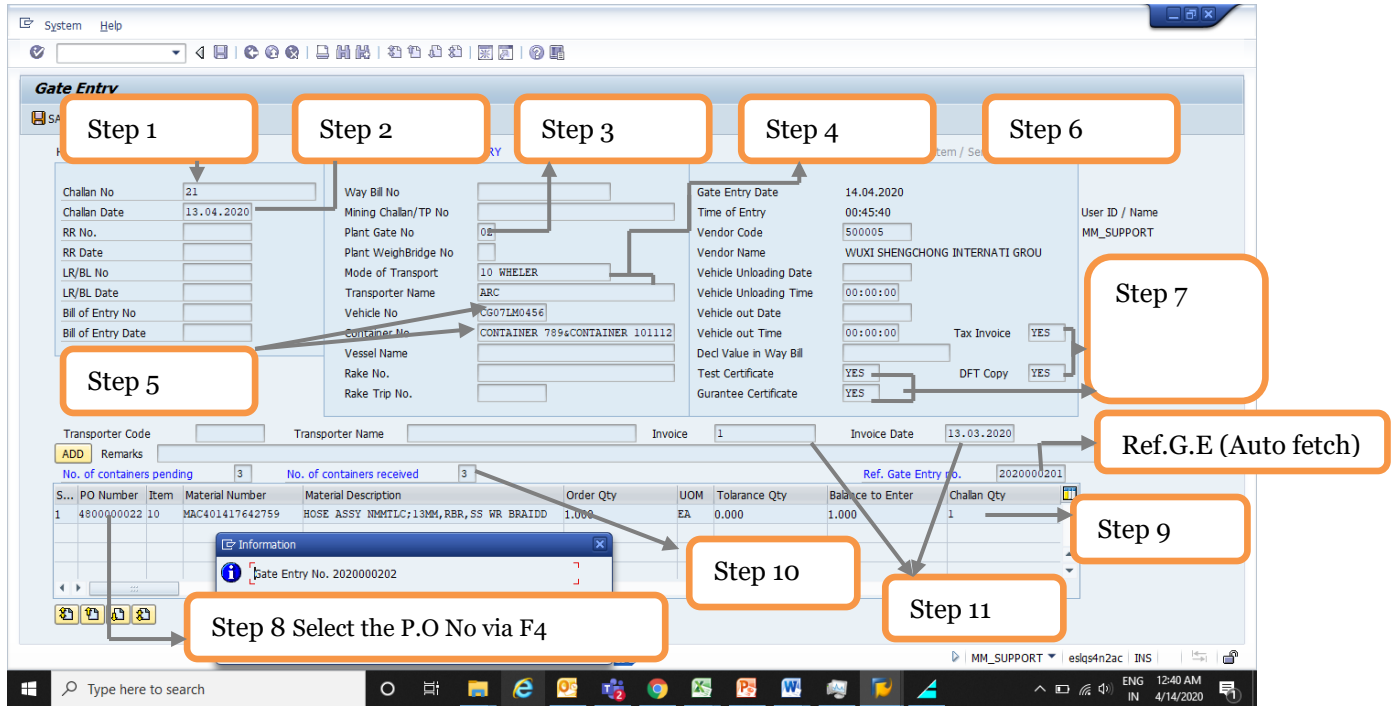 System Help
Gate Entry
SA
Step 1
Step 2
Step 3
Step 4
Step 6
H RY tem / Se
Challan No 21 Way Bill No Gate Entry Date 14.04.2020
Challan Date 13.04.2020 Mining Challan/TP No Time of Entry 00:45:40 User ID / Name
RR No. Plant Gate No 02 Vendor Code 500005 MM_SUPPORT
RR Date Plant WeighBridge No Vendor Name WUXI SHENGCHONG INTERNATI GROU
LR/BL No Mode of Transport 10 WHELER Vehicle Unloading Date
LR/BL Date Transporter Name ARC Vehicle Unloading Time 00:00:00
Step 7
Bill of Entry No Vehicle No CG07LM0456 Vehicle out Date
Bill of Entry Date Container No CONTAINER 789&CONTAINER 101112 Vehicle out Time 00:00:00 Tax Invoice YES
Vessel Name Decl Value in Way Bill
Step 5
Rake No. Test Certificate YES DFT Copy YES
Rake Trip No. Gurantee Certificate YES
Transporter Code Transporter Name Invoice 1 Invoice Date 13.03.2020
Ref.G.E (Auto fetch)
ADD Remarks
No. of containers pending 3 No. of containers received 3 Ref. Gate Entry no. 2020000201
S... PO Number Item Material Number Material Description Order Qty UOM Tolarance Qty Balance to Enter Challan Qty
1 4800000022 10 MAC401417642759 HOSE ASSY NMMTLC;13MM,RBR,SS WR BRAIDD 1.000 EA 0.000 1.000 1
Step 9
Information
Gate Entry No. 2020000202
Step 10
Step 11
Step 8 Select the P.O No via F4
MM_SUPPORT eslqs4n2ac INS
Type here to search
ENG 12:40 AM
IN 4/14/2020